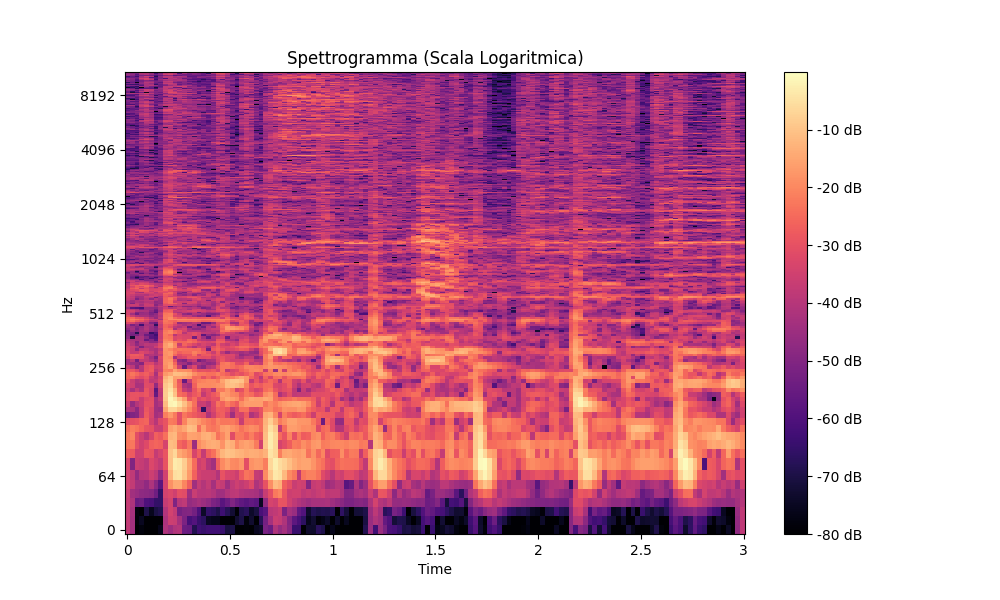 Spettrogramma (Scala Logaritmica)
8192
4096
2048
1024
512
256
128
64
0
Hz
0
0.5
1
1.5
2
2.5
3
Time
-10 dB
-20 dB
-30 dB
-40 dB
-50 dB
-60 dB
-70 dB
-80 dB